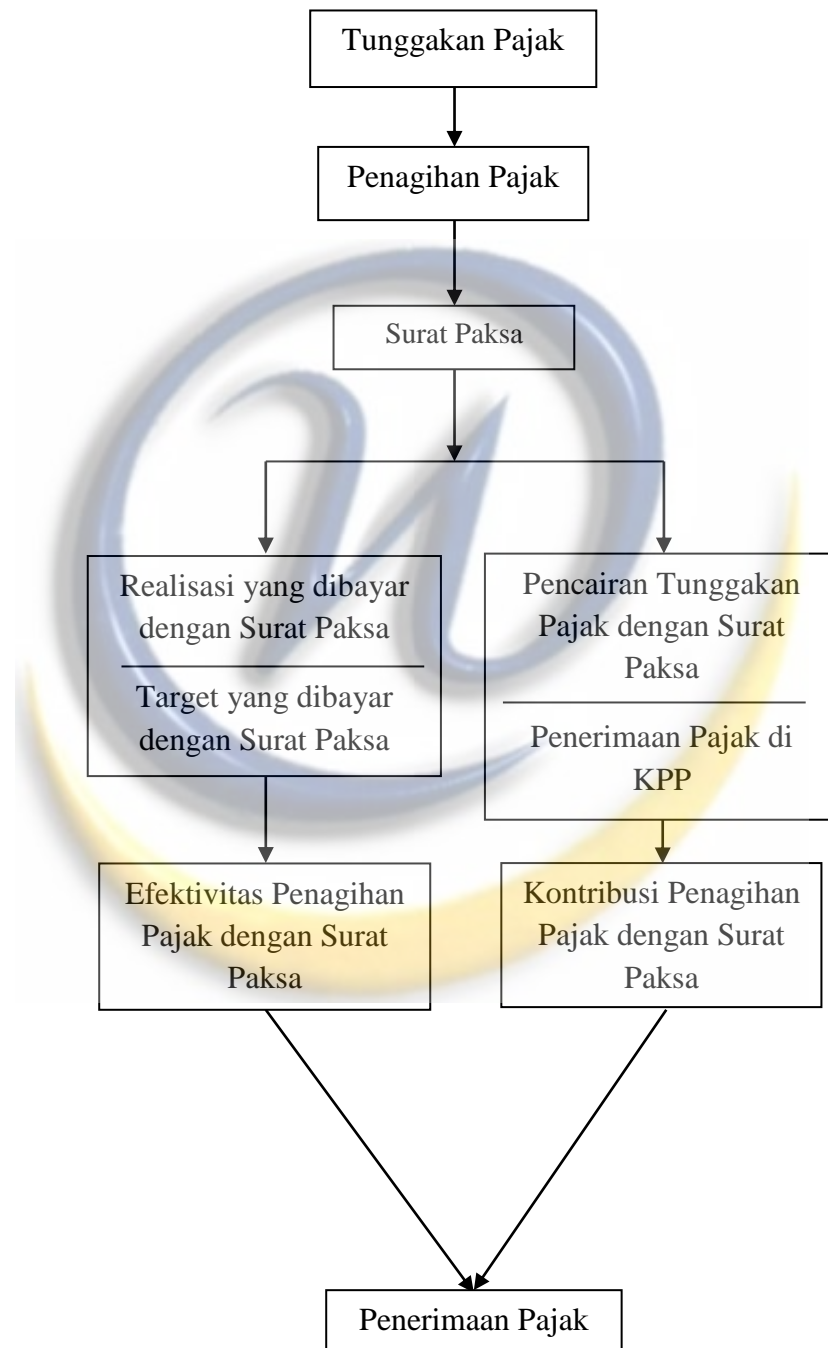 Tunggakan Pajak
Penagihan Pajak
Surat Paksa
Realisasi yang dibayar
dengan Surat Paksa
Target yang dibayar
dengan Surat Paksa
Pencairan Tunggakan
Pajak dengan Surat
Paksa
Penerimaan Pajak di
KPP
Efektivitas Penagihan
Pajak dengan Surat
Paksa
Kontribusi Penagihan
Pajak dengan Surat
Paksa
Penerimaan Pajak